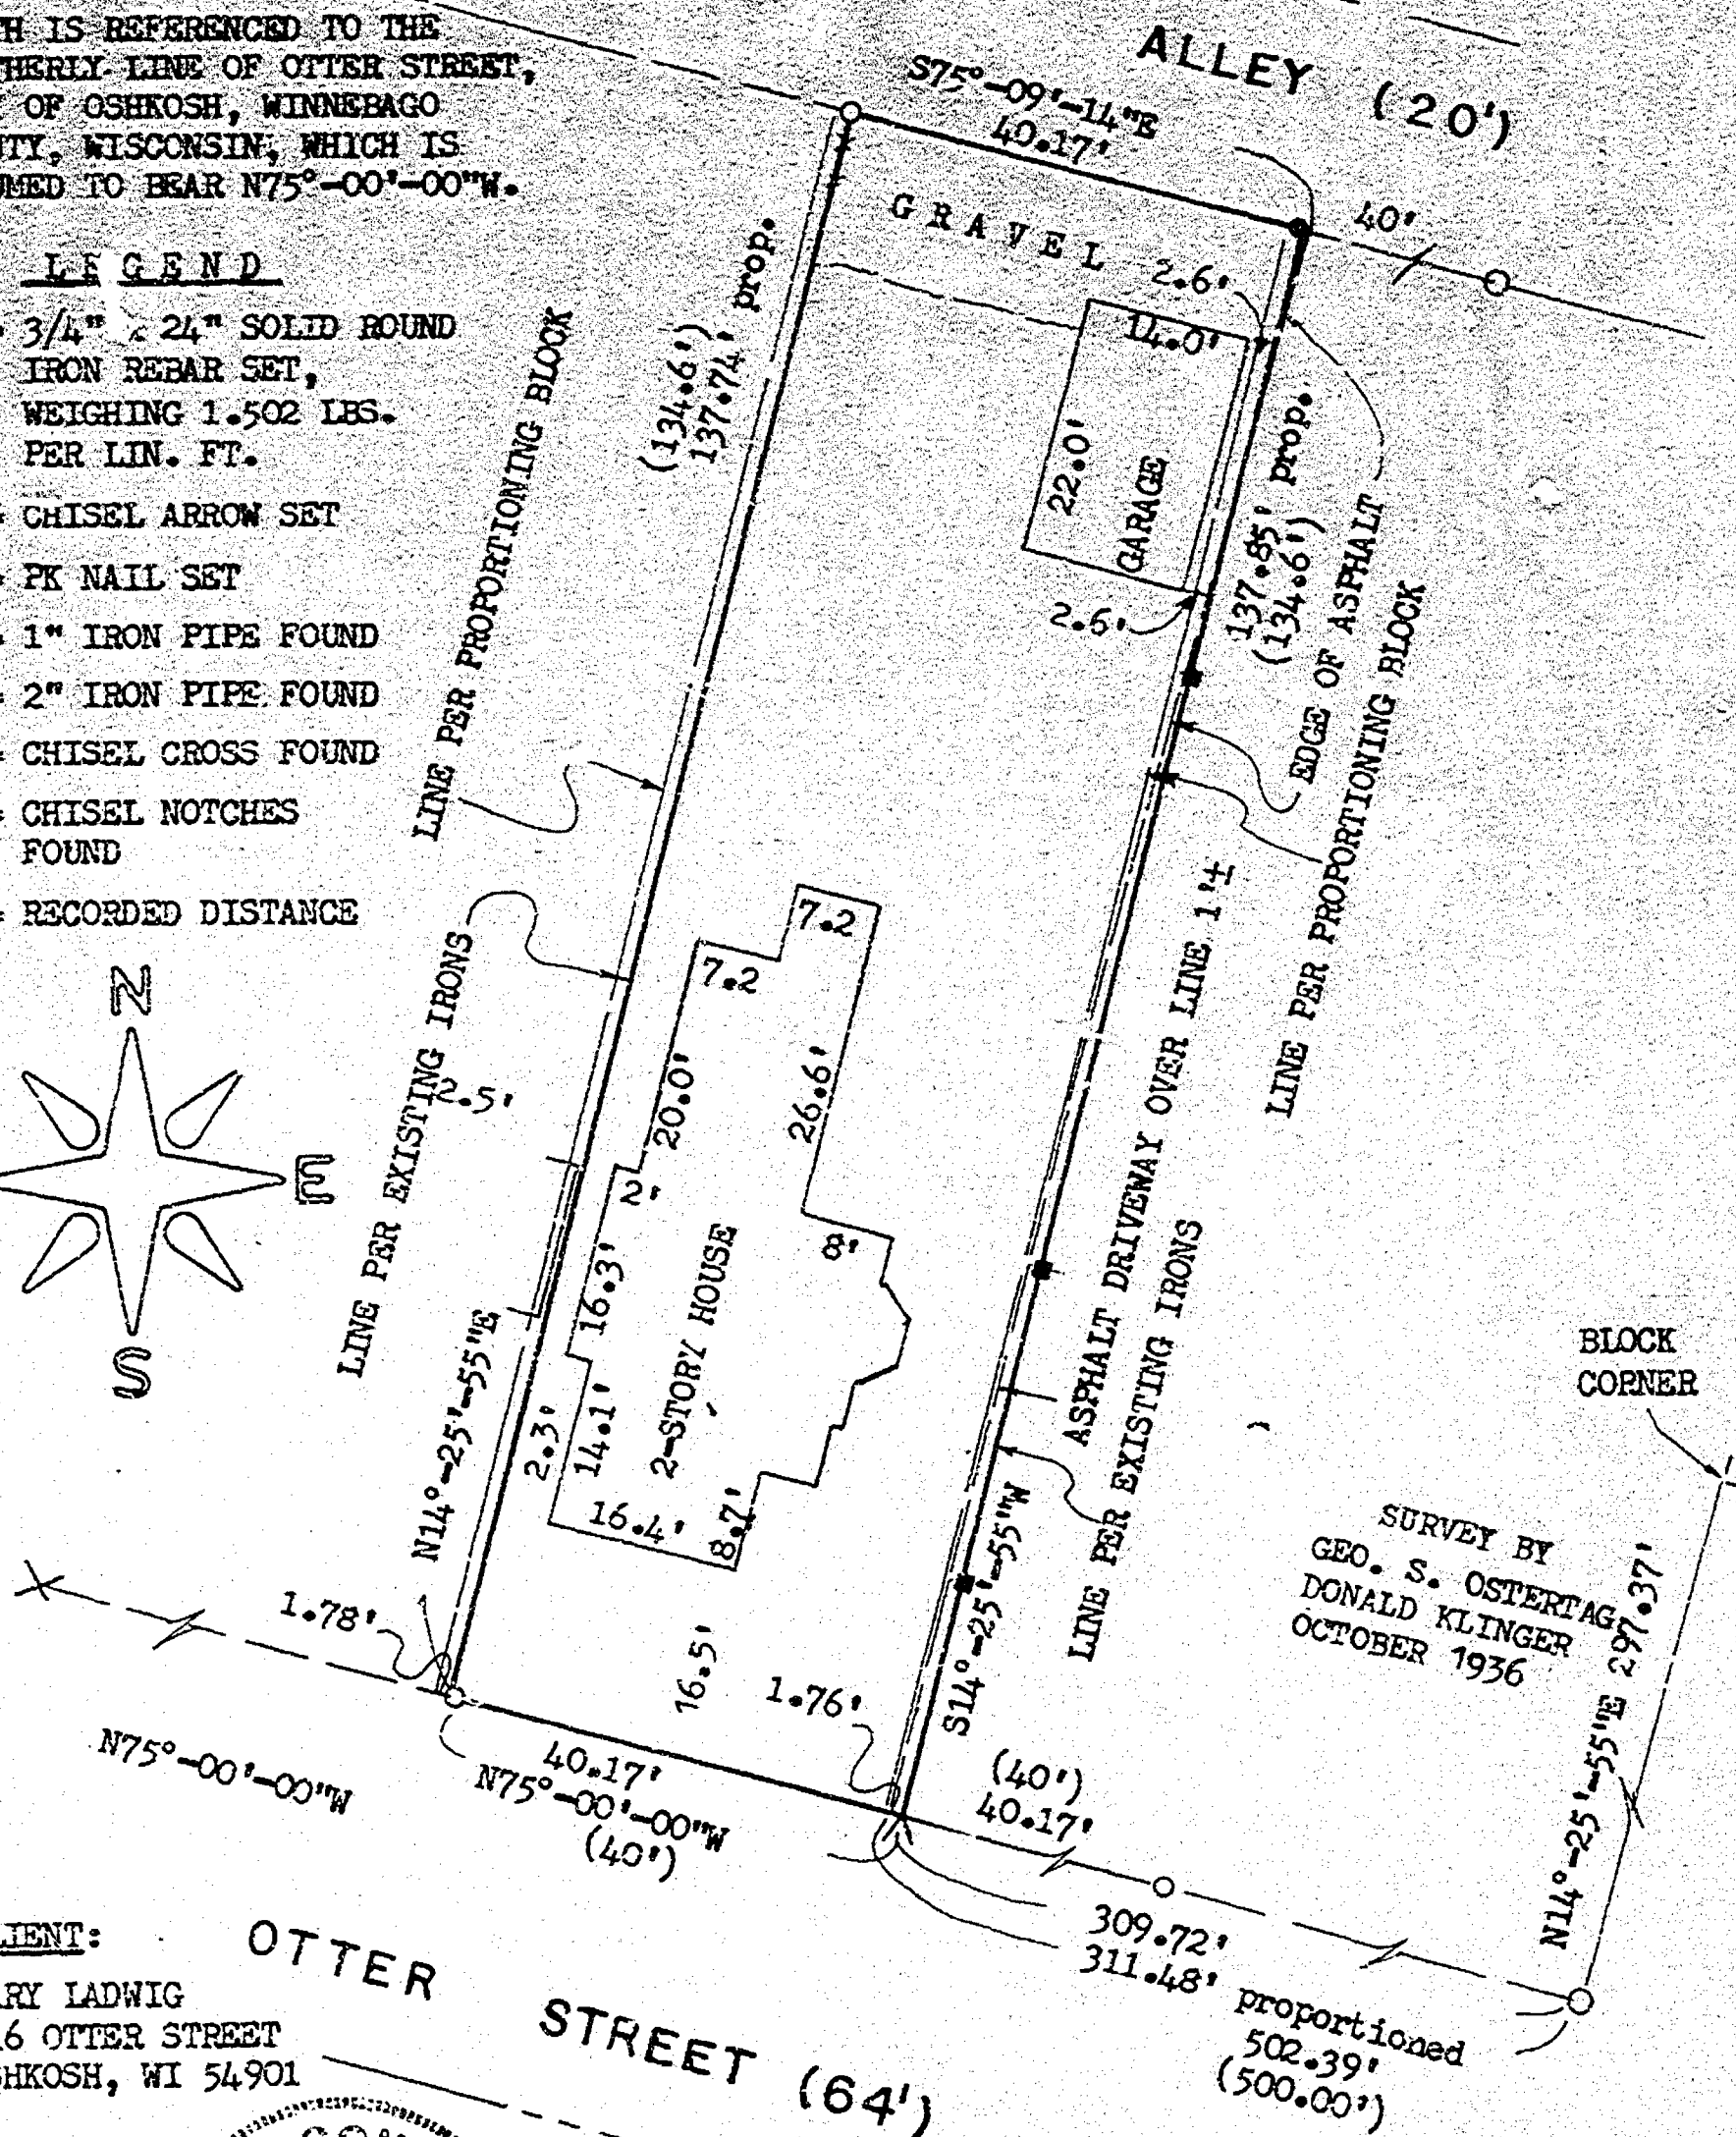 H IS REFERENCED TO THE
THERLY LINE OF OTTER STREET,
OF OSHKOSH, WINNEBAGO
NTY, WISCONSIN, WHICH IS
UMED TO BEAR N75°-00'-00"W.
LEGEND
3/4" x 24" SOLID ROUND
IRON REBAR SET,
WEIGHING 1.502 LBS.
PER LIN. FT.
= CHISEL ARROW SET
= PK NAIL SET
= 1" IRON PIPE FOUND
= 2" IRON PIPE FOUND
= CHISEL CROSS FOUND
= CHISEL NOTCHES
FOUND
= RECORDED DISTANCE
N
E
S
ALLEY (20')
S75°-09'-14"E
40.17'
40'
GRAVEL
2.6'
14.0'
22.0'
GARAGE
2.6'
(134.6')
137.74' prop.
137.85' prop.
(134.6')
EDGE OF ASPHALT
LINE PER PROPORTIONING BLOCK
LINE PER PROPORTIONING BLOCK
LINE PER EXISTING IRONS
ASPHALT DRIVEWAY OVER LINE 1'±
LINE PER EXISTING IRONS
7.2
7.2
20.0'
26.6'
2.5'
2'
8'
16.3'
2-STORY HOUSE
2.3'
14.1'
16.4'
8.7'
16.5'
N14°-25'-55"E
S14°-25'-55"W
1.78'
1.76'
N75°-00'-00"W
40.17'
N75°-00'-00"W
(40')
(40')
40.17'
BLOCK
CORNER
SURVEY BY
GEO. S. OSTERTAG
DONALD KLINGER
OCTOBER 1936
N14°-25'-55"E 297.37'
309.72'
311.48' proportioned
502.39'
(500.00')
OTTER STREET (64')
LIENT:
RY LADWIG
16 OTTER STREET
SHKOSH, WI 54901